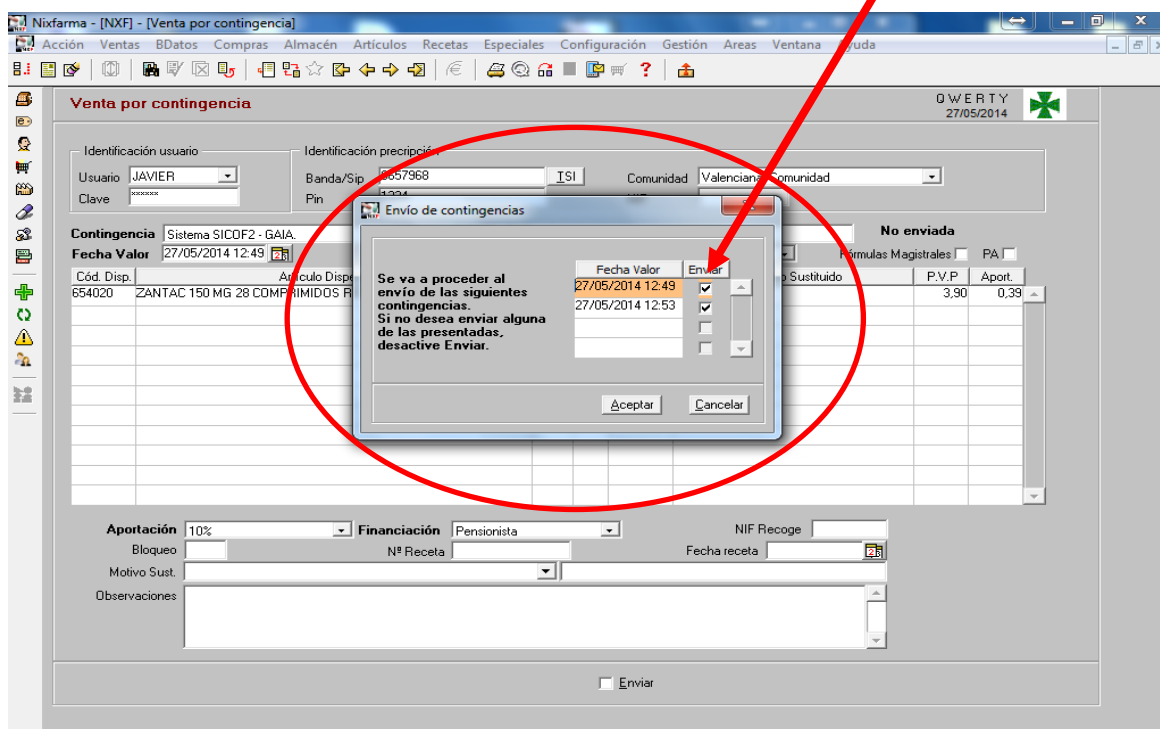 Nixfarma - [NXF] - [Venta por contingencia]
Acción Ventas BDatos Compras Almacén Artículos Recetas Especiales Configuración Gestión Areas Ventana
Venta por contingencia
QWERTY
27/05/2014
Identificación usuario
Identificación precripción
Usuario JAVIER
Banda/Sip TSI
Comunidad Valenciana Comunidad
Clave xxxxxx
Pin 1234
Envío de contingencias
Contingencia Sistema SICOF2 - GAIA.
No enviada
Fecha Valor 27/05/2014 12:49
Fórmulas Magistrales PA
Cód. Disp. Sustituido P.V.P Aport.
654020 ZANTAC 150 MG 28 COMPRIMIDOS R 3,90 0,39
Se va a proceder al
envío de las siguientes
contingencias.
Si no desea enviar alguna
de las presentadas,
desactive Enviar.
Fecha Valor Enviar
27/05/2014 12:49
27/05/2014 12:53
Aceptar Cancelar
Aportación 10% Financiación Pensionista NIF Recoge
Bloqueo Nª Receta Fecha receta
Motivo Sust.
Observaciones
Enviar